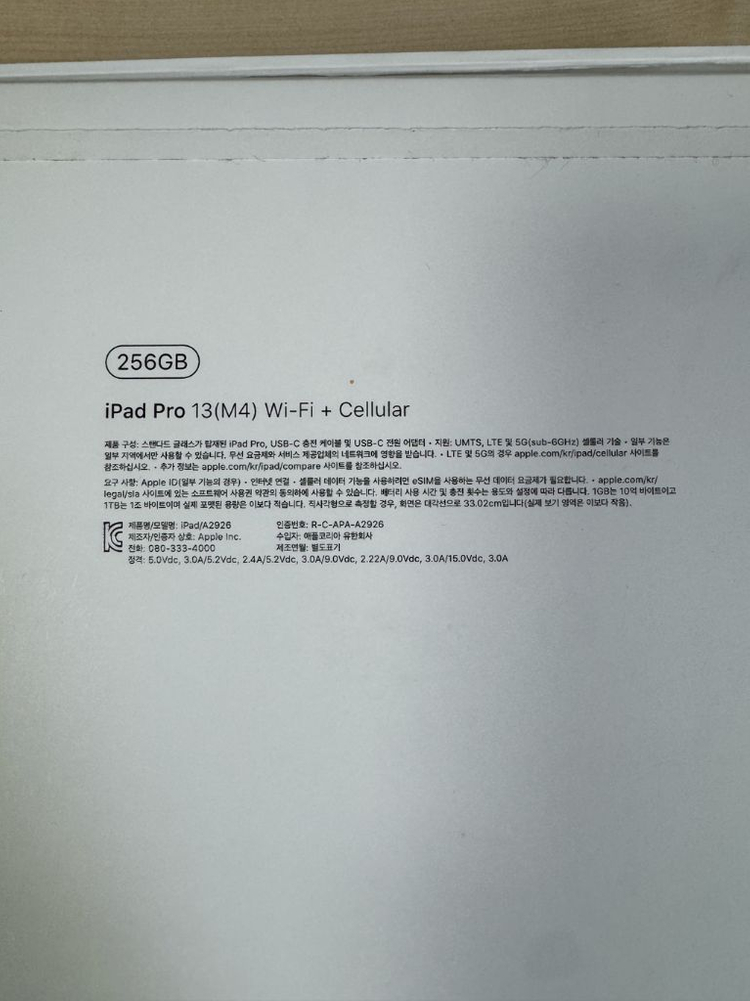 256GB
iPad Pro 13(M4) Wi-Fi + Cellular
제품 구성: 스탠다드 글래스가 탑재된 iPad Pro, USB-C 충전 케이블 및 USB-C 전원 어댑터 • 지원: UMTS, LTE 및 5G(sub-6GHz) 셀룰러 기술 • 일부 기능은
일부 지역에서만 사용할 수 있습니다. 무선 요금제와 서비스 제공업체의 네트워크에 영향을 받습니다. • LTE 및 5G의 경우 apple.com/kr/ipad/cellular 사이트를
참조하십시오. • 추가 정보는 apple.com/kr/ipad/compare 사이트를 참조하십시오.
요구 사항: Apple ID(일부 기능의 경우) • 인터넷 연결 • 셀룰러 데이터 기능을 사용하려면 eSIM을 사용하는 무선 데이터 요금제가 필요합니다. • apple.com/kr/
legal/sla 사이트에 있는 소프트웨어 사용권 약관의 동의하에 사용할 수 있습니다. 배터리 사용 시간 및 충전 횟수는 용도와 설정에 따라 다릅니다. 1GB는 10억 바이트이고
1TB는 1조 바이트이며 실제 포맷된 용량은 이보다 적습니다. 직사각형으로 측정할 경우, 화면은 대각선으로 33.02cm입니다(실제 보기 영역은 이보다 작음).
제품명/모델명: iPad/A2926 인증번호: R-C-APA-A2926
제조자/인증자 상호: Apple Inc. 수입자: 애플코리아 유한회사
전화: 080-333-4000 제조연월: 별도표기
정격: 5.0Vdc, 3.0A/5.2Vdc, 2.4A/5.2Vdc, 3.0A/9.0Vdc, 2.22A/9.0Vdc, 3.0A/15.0Vdc, 3.0A